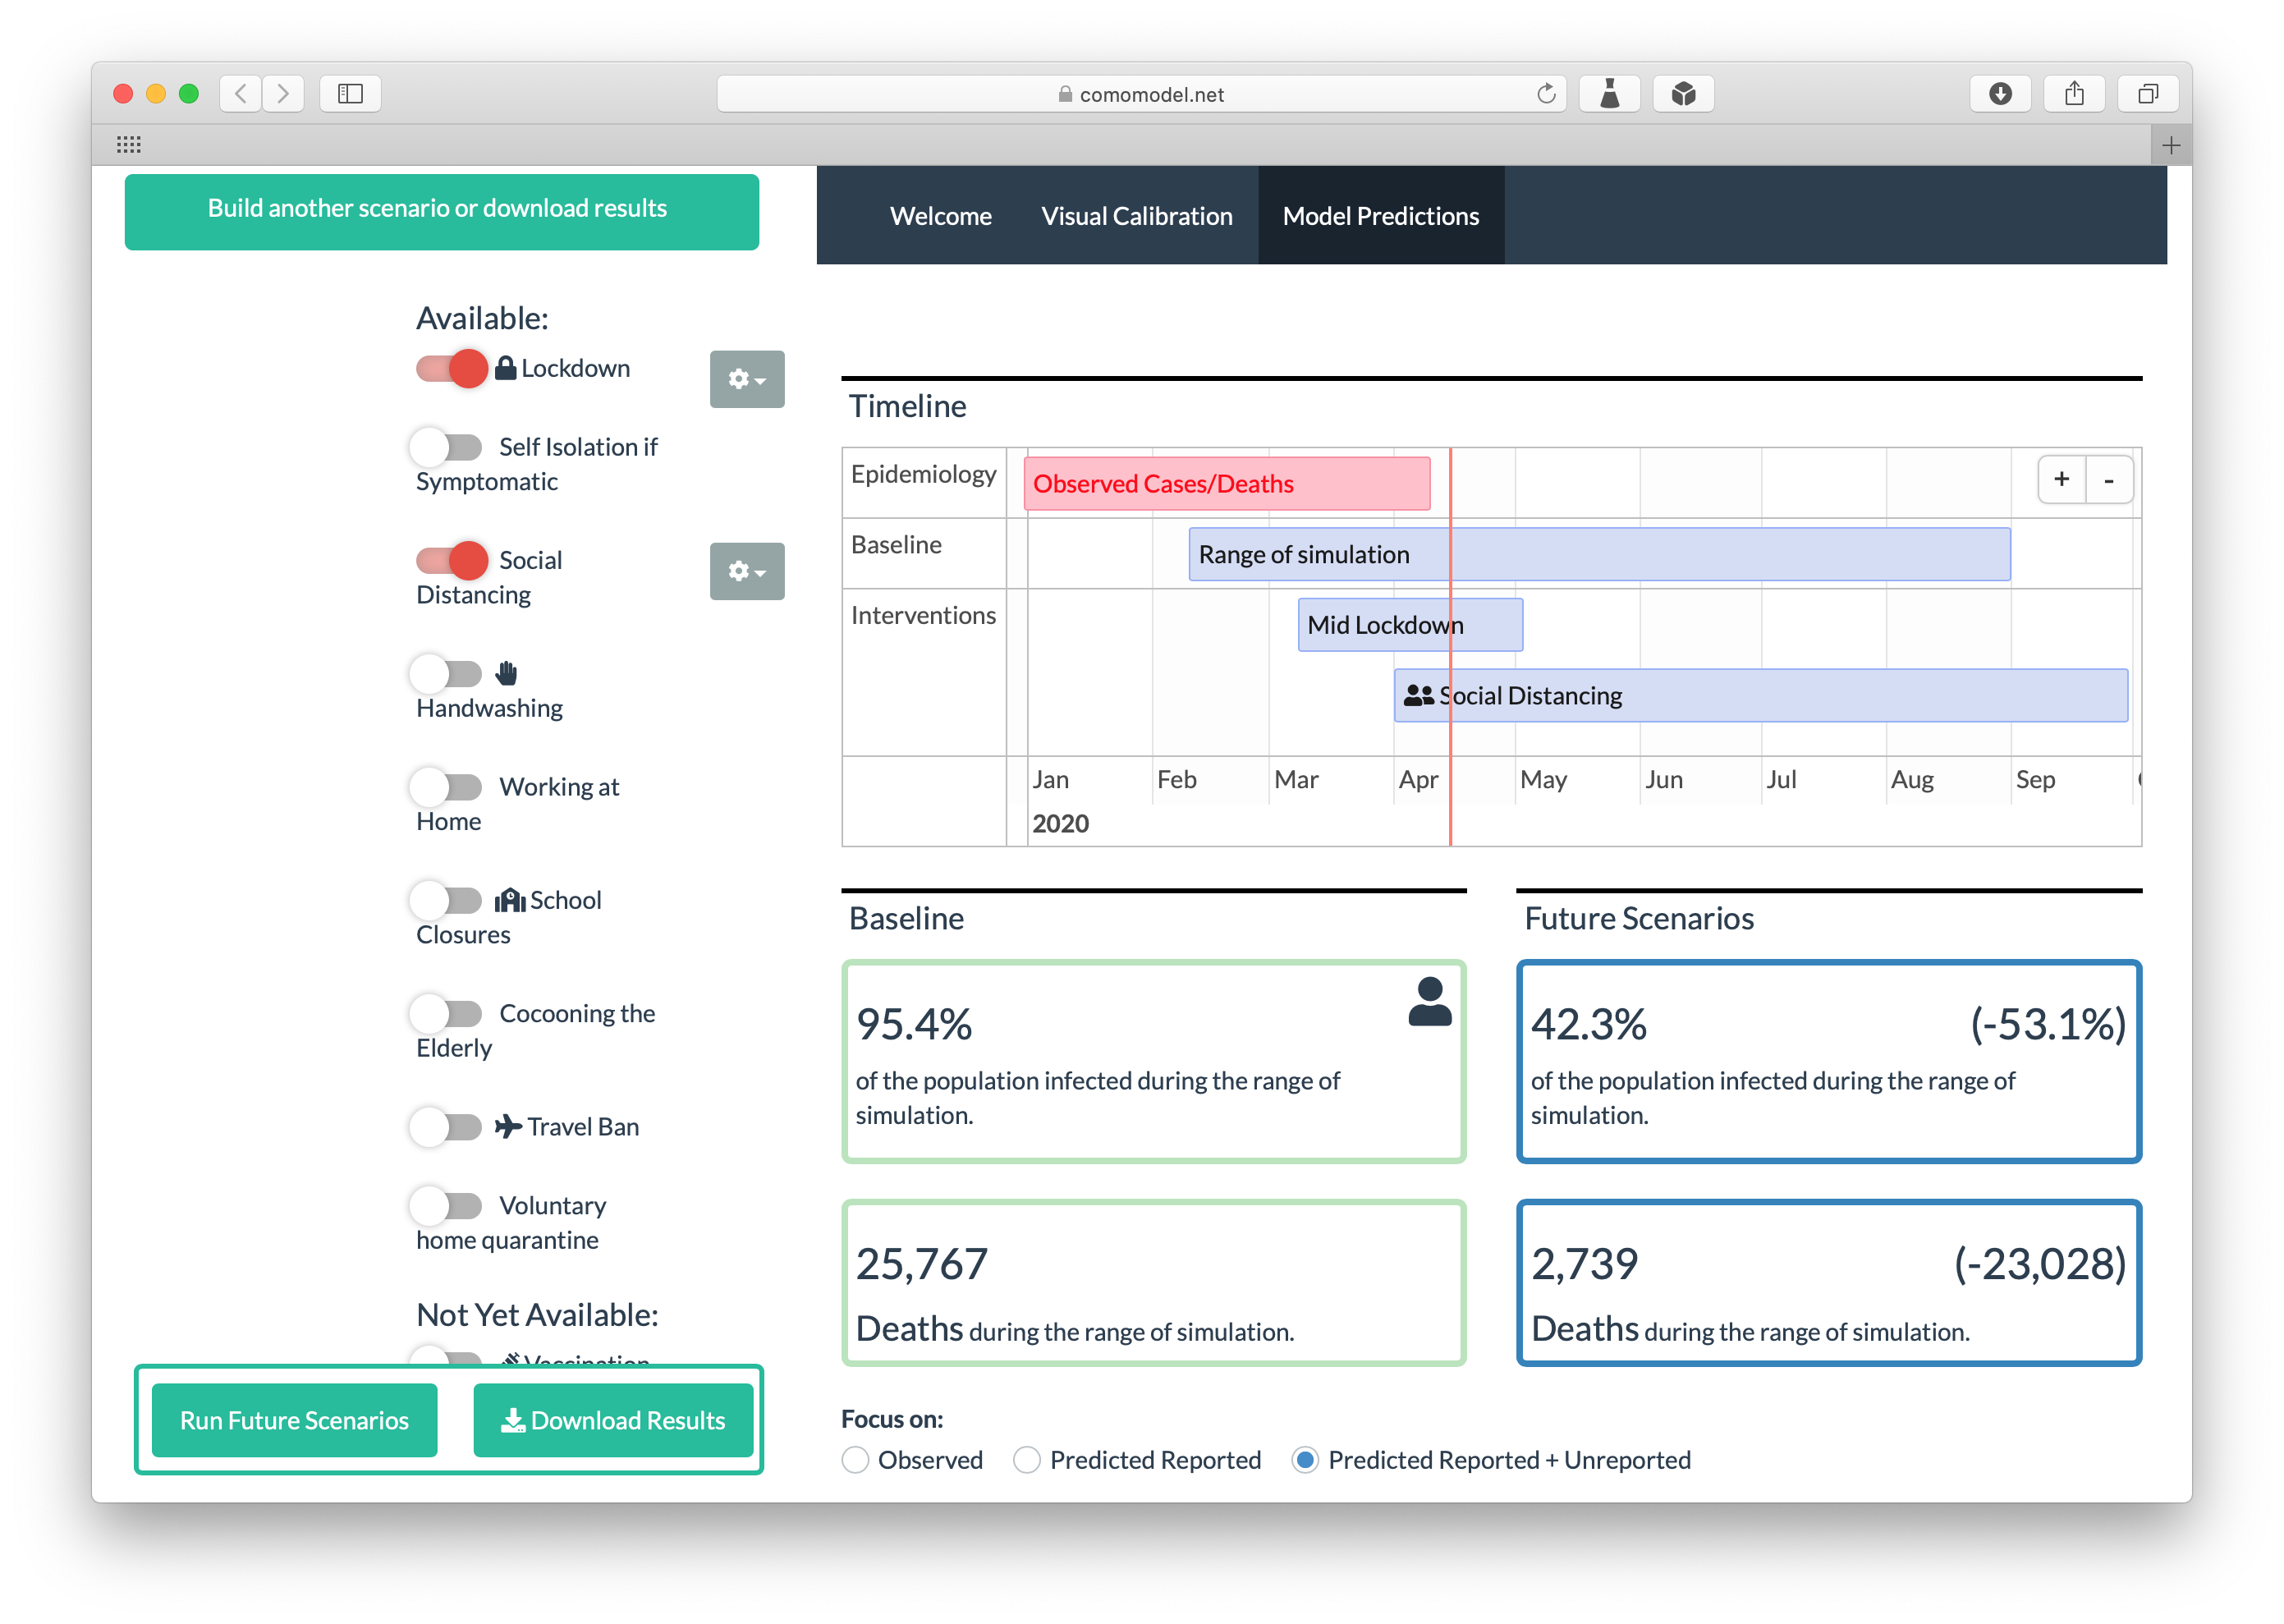 comomodel.net
Build another scenario or download results
Welcome
Visual Calibration
Model Predictions
Available:
Lockdown
Self Isolation if
Symptomatic
Social
Distancing
Handwashing
Working at
Home
School
Closures
Cocooning the
Elderly
Travel Ban
Voluntary
home quarantine
Not Yet Available:
Vaccination
Run Future Scenarios
Download Results
Timeline
Epidemiology
Observed Cases/Deaths
+
-
Baseline
Range of simulation
Interventions
Mid Lockdown
Social Distancing
Jan
Feb
Mar
Apr
May
Jun
Jul
Aug
Sep
2020
Baseline
95.4%
of the population infected during the range of
simulation.
25,767
Deaths during the range of simulation.
Future Scenarios
42.3%
(-53.1%)
of the population infected during the range of
simulation.
2,739
(-23,028)
Deaths during the range of simulation.
Focus on:
Observed
Predicted Reported
Predicted Reported + Unreported